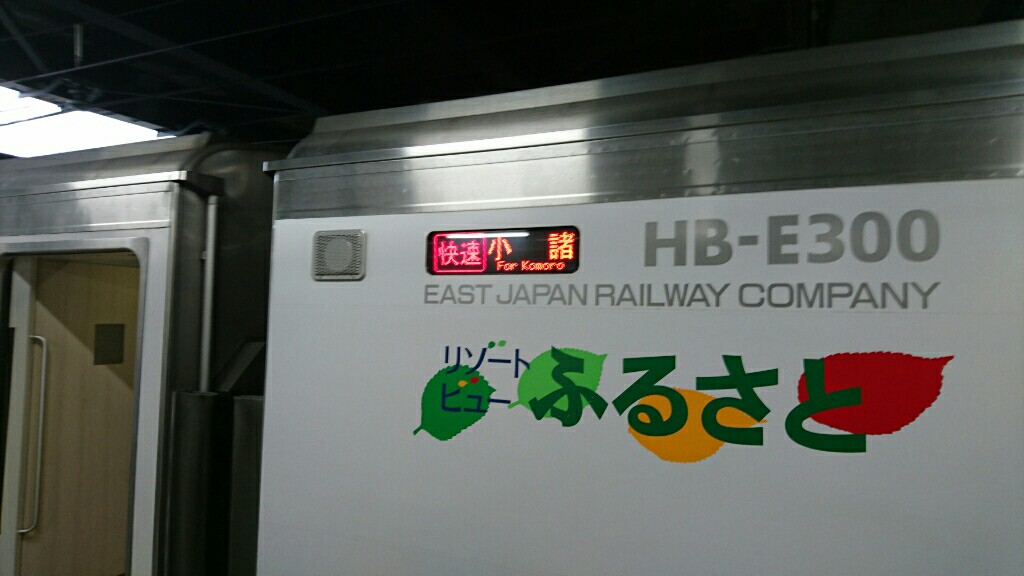 HB-E300
快速 小諸
For Komoro
EAST JAPAN RAILWAY COMPANY
リゾート
ビュー
ふるさと